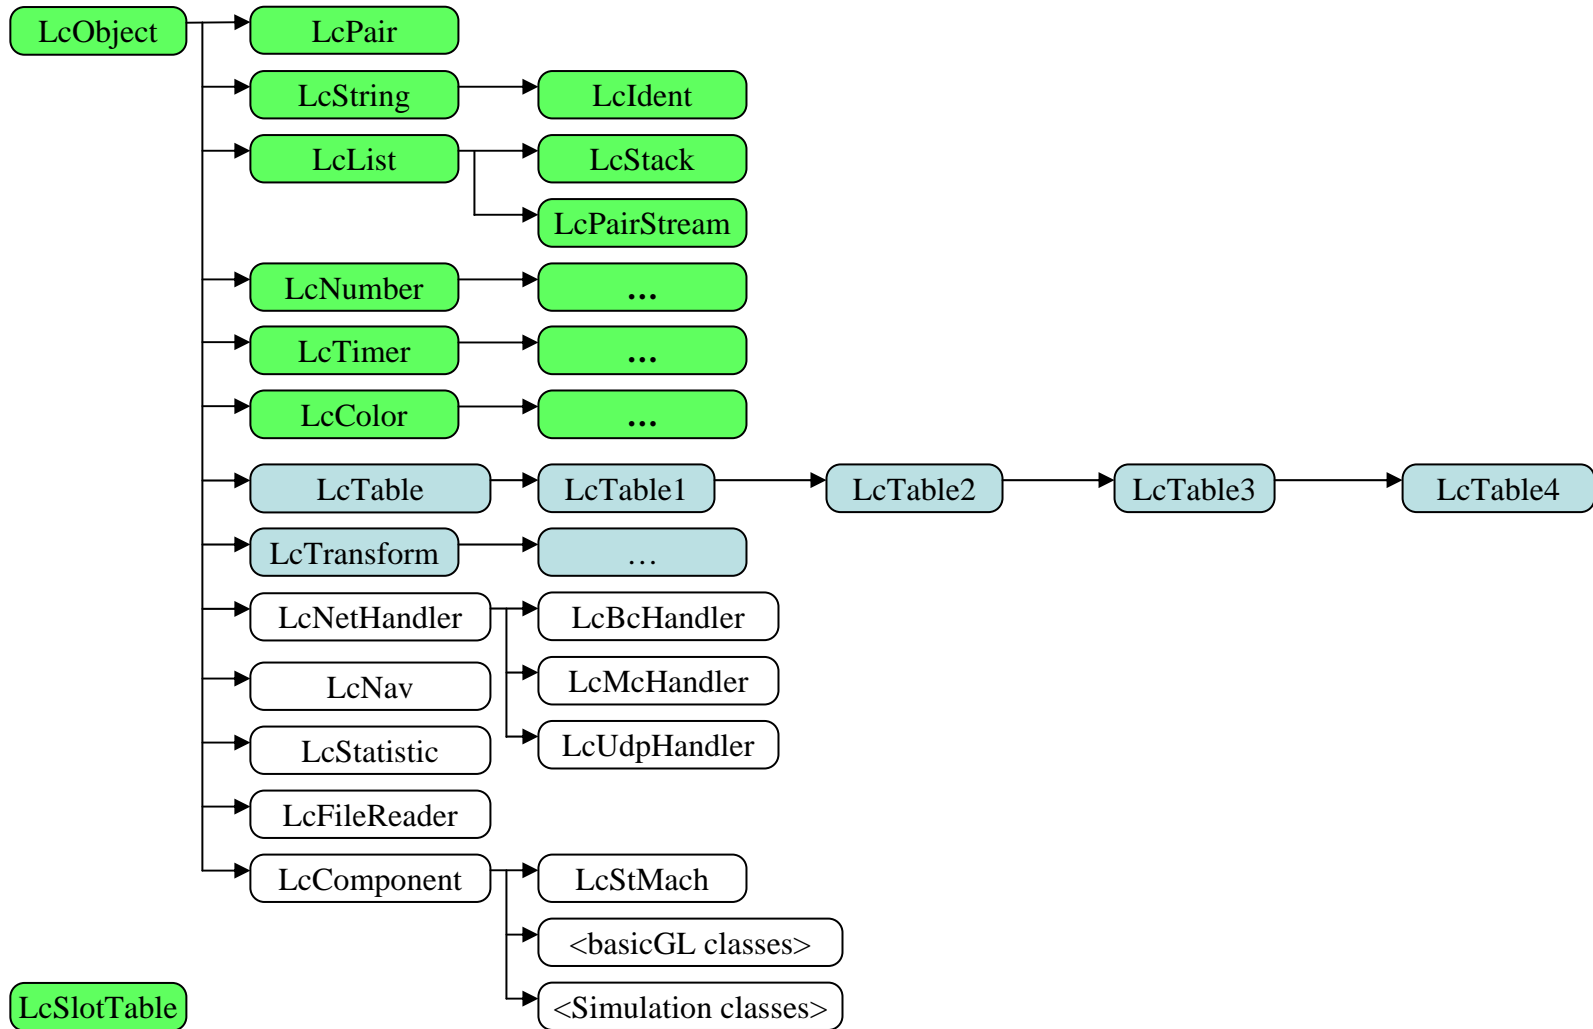 LcObject
LcPair
LcString
LcIdent
LcList
LcStack
LcPairStream
LcNumber
...
LcTimer
...
LcColor
...
LcTable
LcTable1
LcTable2
LcTable3
LcTable4
LcTransform
…
LcNetHandler
LcBcHandler
LcMcHandler
LcNav
LcUdpHandler
LcStatistic
LcFileReader
LcComponent
LcStMach
<basicGL classes>
<Simulation classes>
LcSlotTable